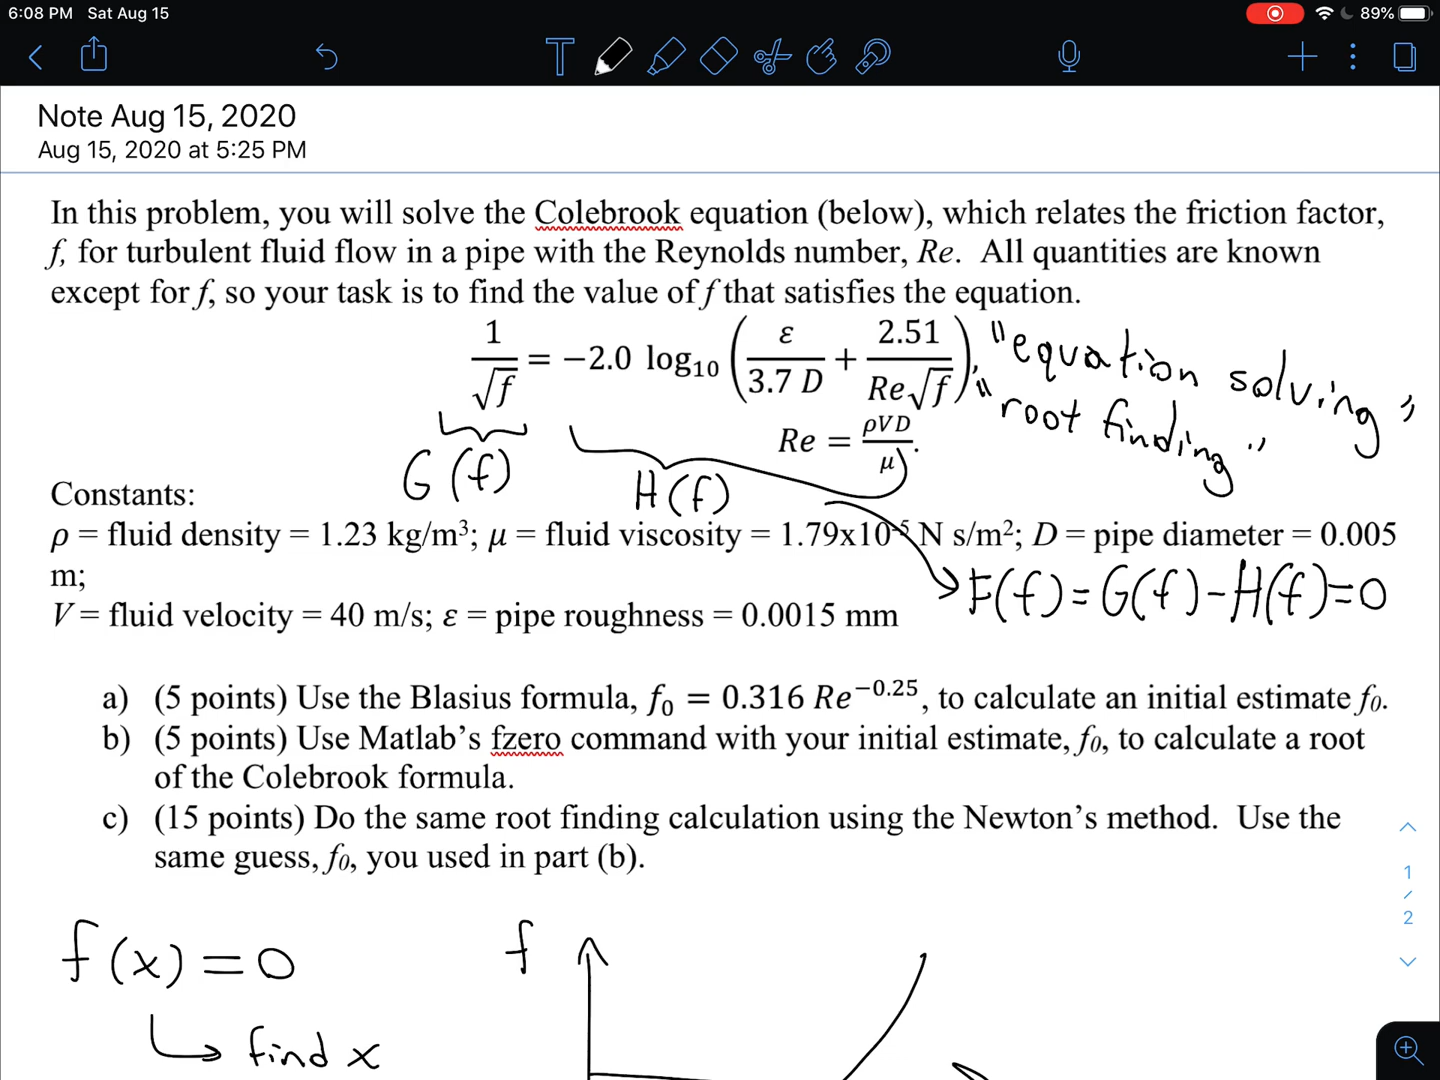 6:08 PM Sat Aug 15
89%
Note Aug 15, 2020
Aug 15, 2020 at 5:25 PM
In this problem, you will solve the Colebrook equation (below), which relates the friction factor,
f, for turbulent fluid flow in a pipe with the Reynolds number, Re. All quantities are known
except for f, so your task is to find the value of f that satisfies the equation.
1/√f = −2.0 log₁₀ (ε/3.7 D + 2.51/Re√f),
"equation solving",
"root finding"
Re = ρVD/μ.
G(f)
H(f)
Constants:
ρ = fluid density = 1.23 kg/m³; μ = fluid viscosity = 1.79x10⁻⁵ N s/m²; D = pipe diameter = 0.005
m;
F(f)=G(f)-H(f)=0
V = fluid velocity = 40 m/s; ε = pipe roughness = 0.0015 mm
a) (5 points) Use the Blasius formula, f₀ = 0.316 Re⁻⁰·²⁵, to calculate an initial estimate f₀.
b) (5 points) Use Matlab's fzero command with your initial estimate, f₀, to calculate a root
of the Colebrook formula.
c) (15 points) Do the same root finding calculation using the Newton's method. Use the
same guess, f₀, you used in part (b).
1
/
2
f(x)=0
f
find x